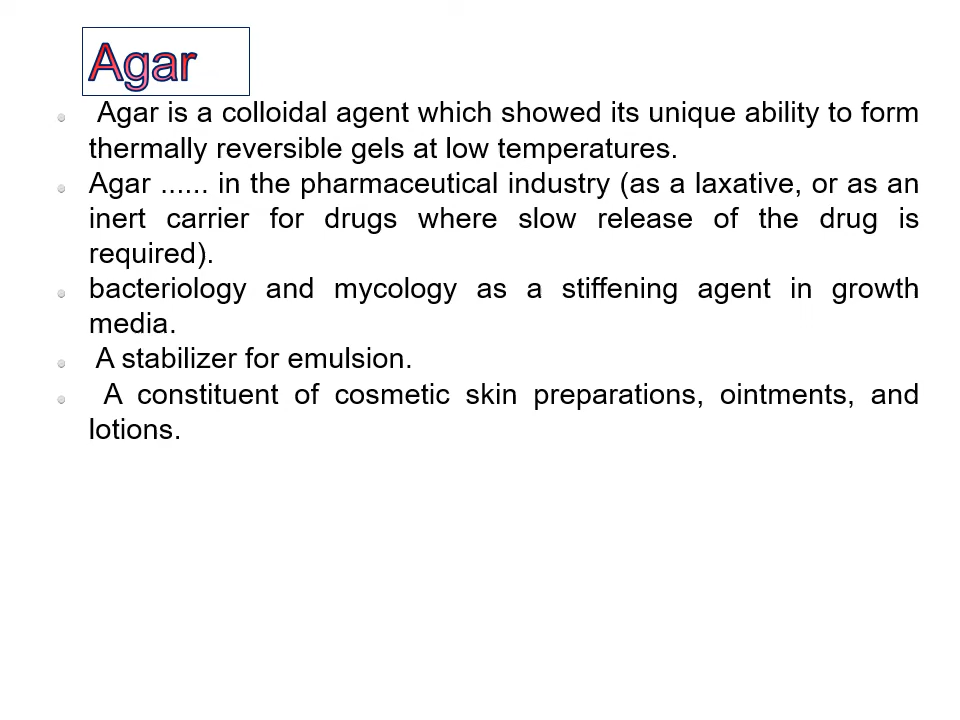 Agar
Agar is a colloidal agent which showed its unique ability to form
thermally reversible gels at low temperatures.
Agar ...... in the pharmaceutical industry (as a laxative, or as an
inert carrier for drugs where slow release of the drug is
required).
bacteriology and mycology as a stiffening agent in growth
media.
A stabilizer for emulsion.
A constituent of cosmetic skin preparations, ointments, and
lotions.